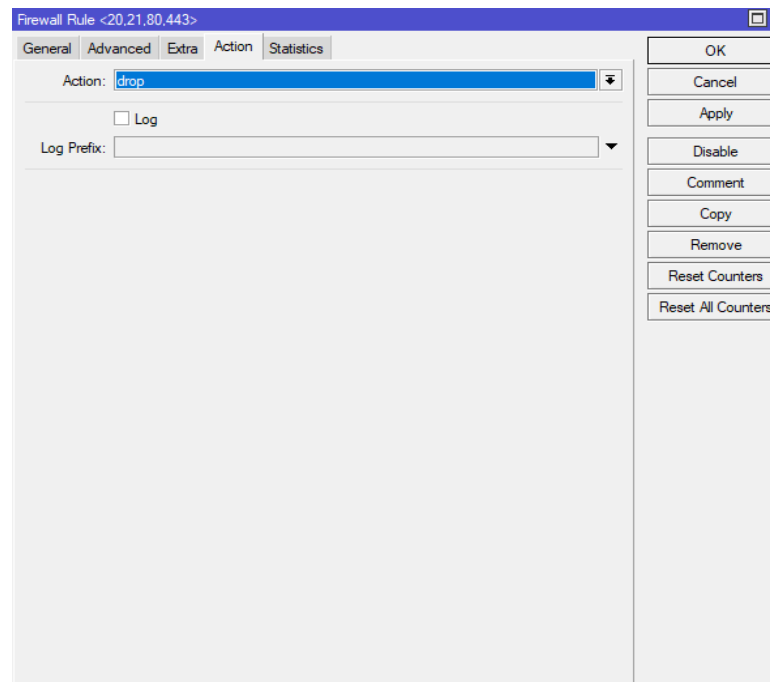 Firewall Rule <20,21,80,443>
General Advanced Extra Action Statistics
Action: drop
Log
Log Prefix:
OK
Cancel
Apply
Disable
Comment
Copy
Remove
Reset Counters
Reset All Counters